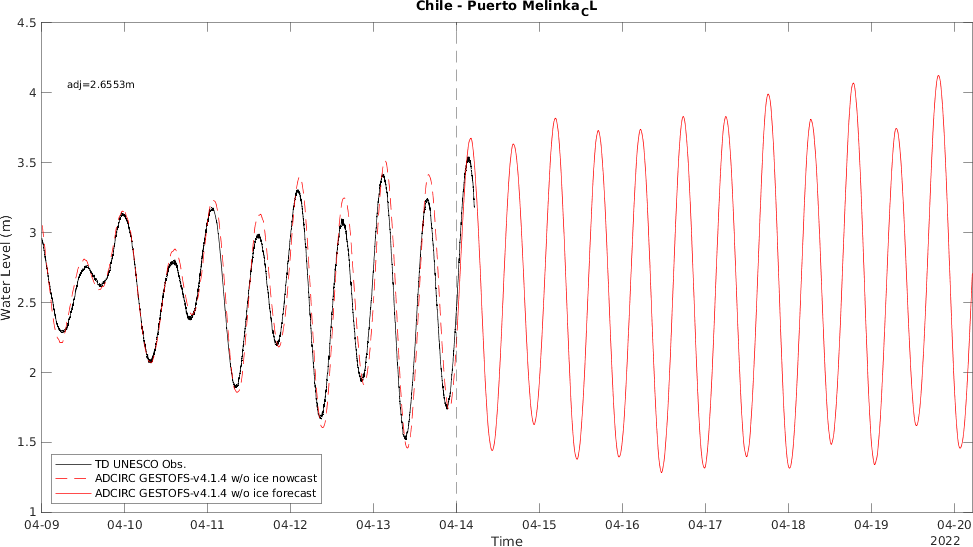 Chile - Puerto Melinka_CL
4.5
4
3.5
3
2.5
2
1.5
1
Water Level (m)
adj=2.6553m
TD UNESCO Obs.
ADCIRC GESTOFS-v4.1.4 w/o ice nowcast
ADCIRC GESTOFS-v4.1.4 w/o ice forecast
04-09 04-10 04-11 04-12 04-13 04-14 04-15 04-16 04-17 04-18 04-19 04-20
Time
2022